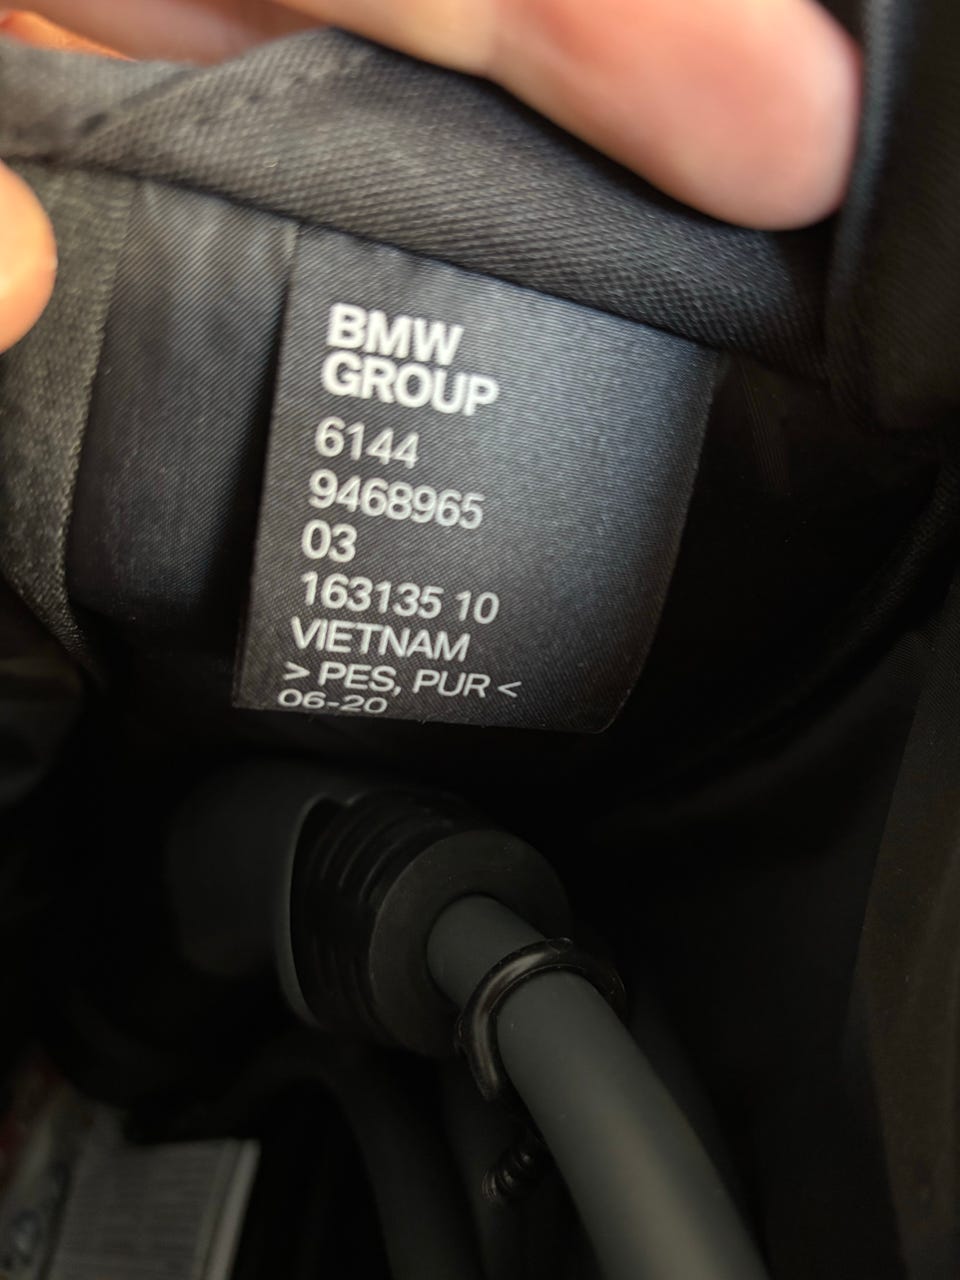 BMW
GROUP
6144
9468965
03
163135 10
VIETNAM
> PES, PUR <
06-20